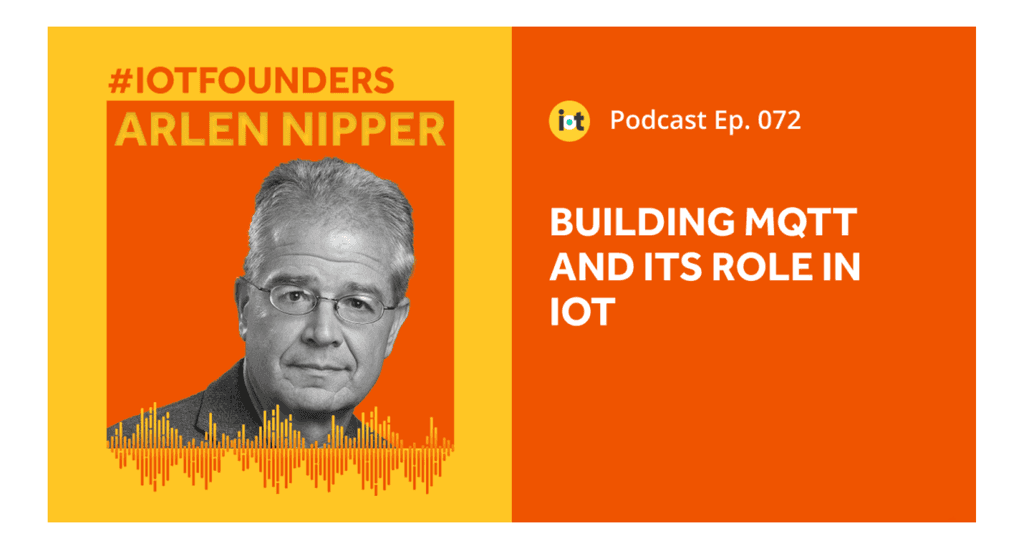 #IOTFOUNDERS
ARLEN NIPPER
iot
Podcast Ep. 072
BUILDING MQTT
AND ITS ROLE IN
IOT